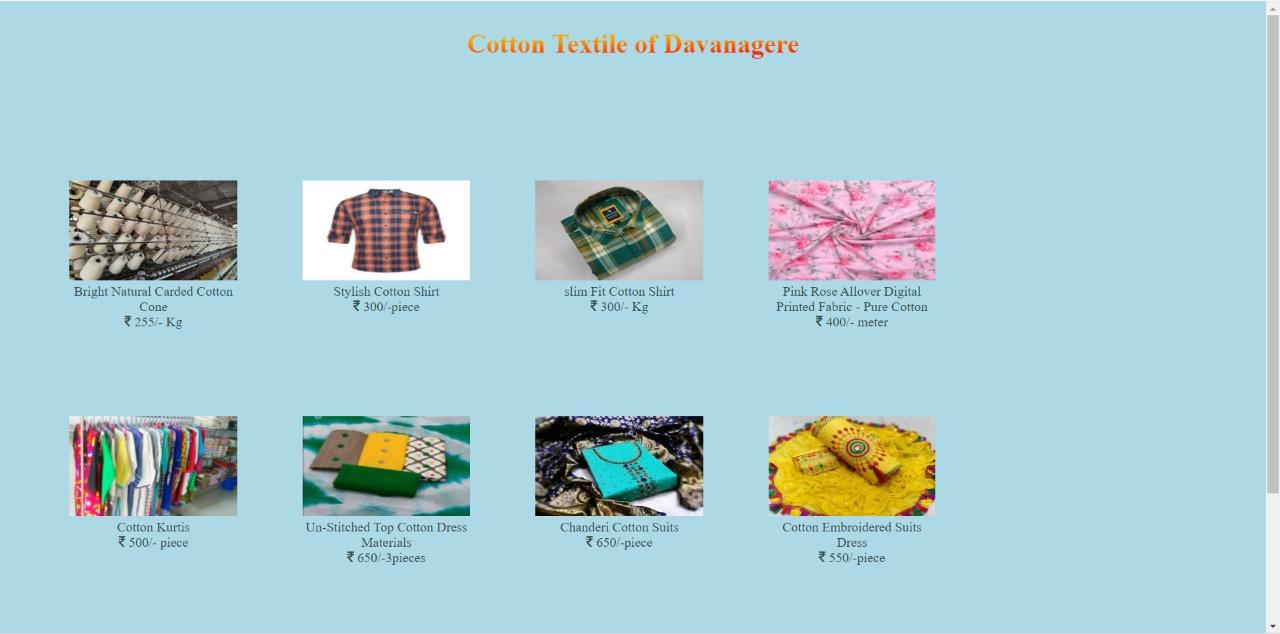 Cotton Textile of Davanagere
Bright Natural Carded Cotton
Cone
₹ 255/- Kg
Stylish Cotton Shirt
₹ 300/-piece
slim Fit Cotton Shirt
₹ 300/- Kg
Pink Rose Allover Digital
Printed Fabric - Pure Cotton
₹ 400/- meter
Cotton Kurtis
₹ 500/- piece
Un-Stitched Top Cotton Dress
Materials
₹ 650/-3pieces
Chanderi Cotton Suits
₹ 650/-piece
Cotton Embroidered Suits
Dress
₹ 550/-piece